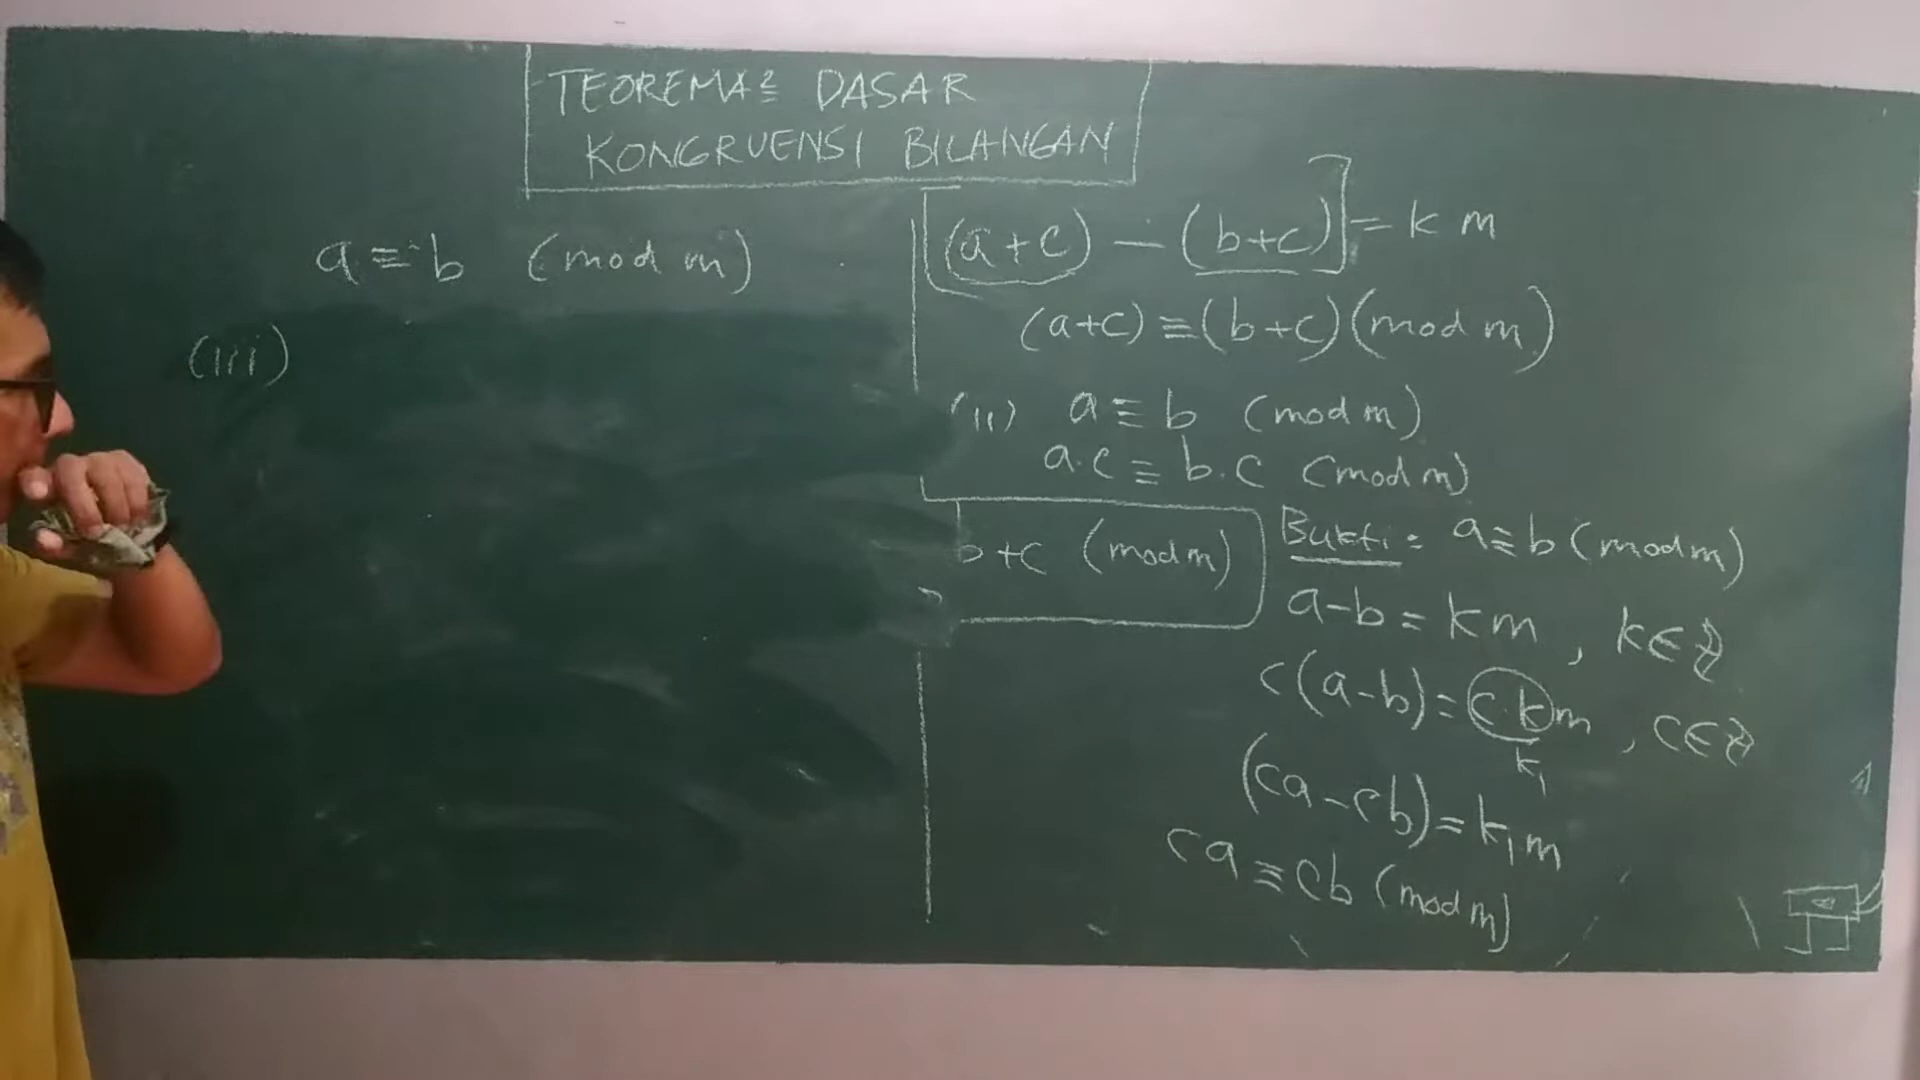 TEOREMA² DASAR
KONGRUENSI BILANGAN
a ≡ b (mod m)
(iii)
[(a+c) - (b+c)] = k m
(a+c) ≡ (b+c) (mod m)
(ii) a ≡ b (mod m)
a.c ≡ b.c (mod m)
b+c (mod m)
Bukti : a ≡ b (mod m)
a-b = km , k ∈ ℤ
c(a-b) = c.km , c ∈ ℤ
k₁
(ca-cb) = k₁m
ca ≡ cb (mod m)